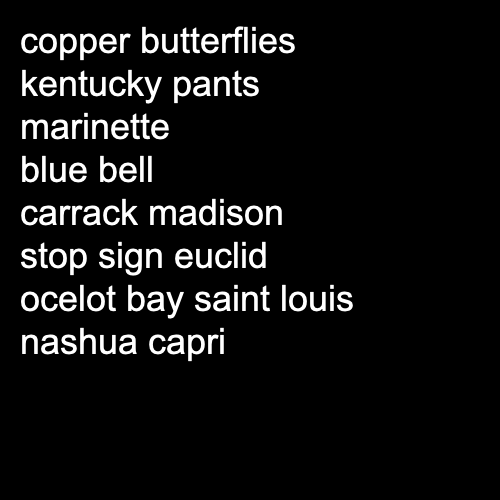 copper butterflies
kentucky pants
marinette
blue bell
carrack madison
stop sign euclid
ocelot bay saint louis
nashua capri